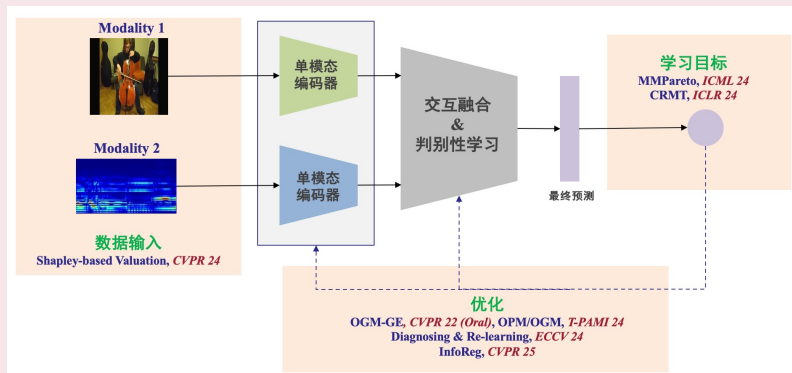 Modality 1
Modality 2
数据输入
Shapley-based Valuation, CVPR 24
单模态
编码器
单模态
编码器
交互融合
&
判别性学习
最终预测
学习目标
MMPareto, ICML 24
CRMT, ICLR 24
优化
OGM-GE, CVPR 22 (Oral), OPM/OGM, T-PAMI 24
Diagnosing & Re-learning, ECCV 24
InfoReg, CVPR 25